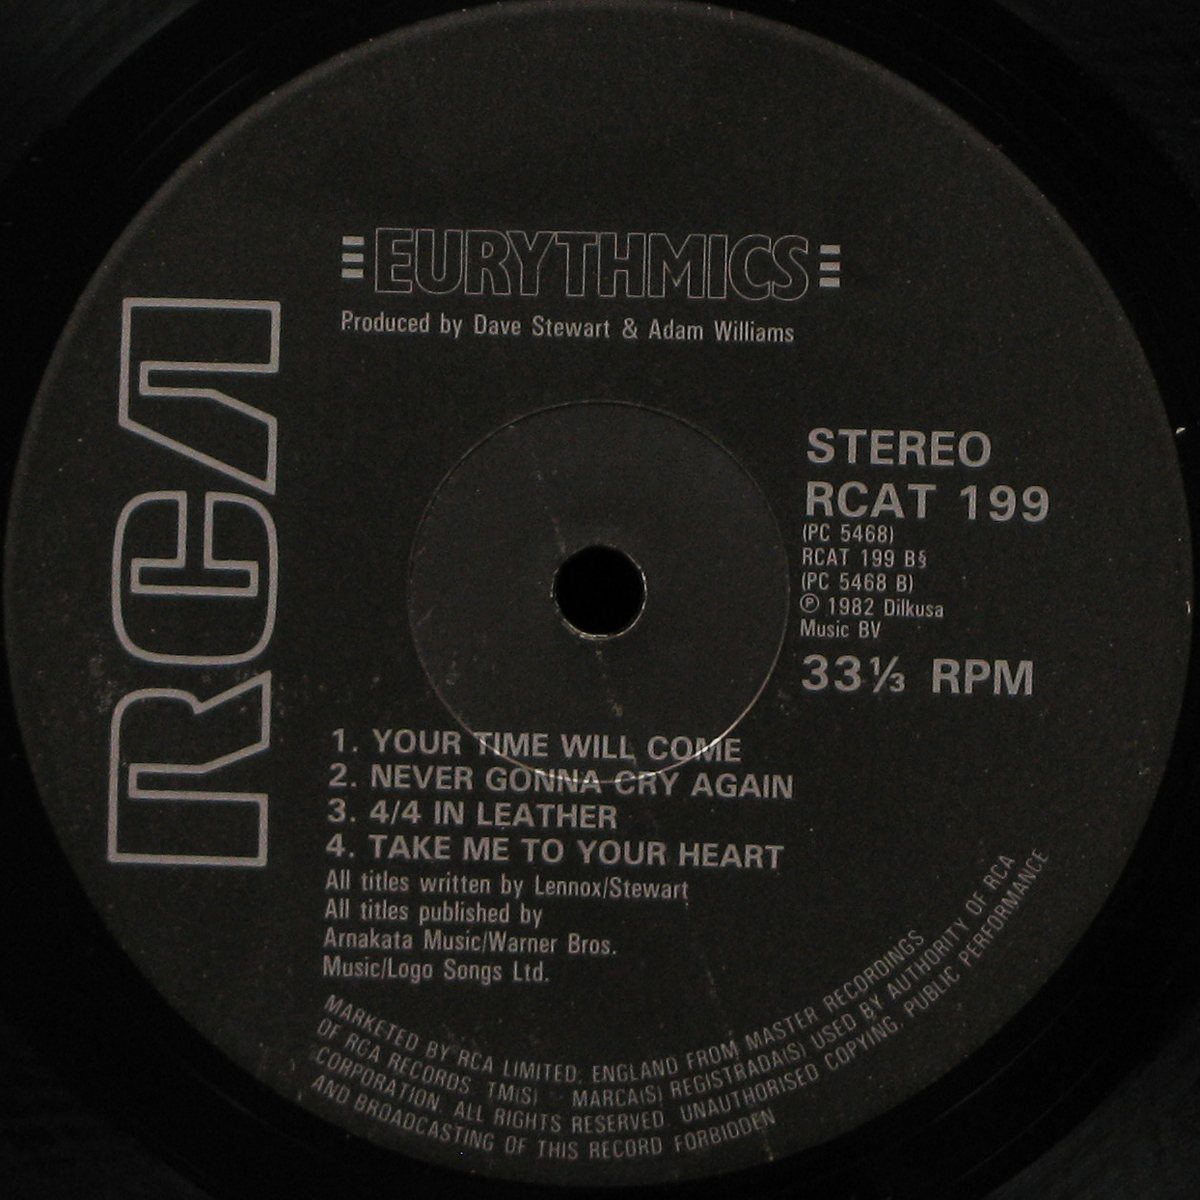 RCA
EURYTHMICS
Produced by Dave Stewart & Adam Williams
STEREO
RCAT 199
(PC 5468)
RCAT 199 B§
(PC 5468 B)
℗ 1982 Dilkusa
Music BV
33⅓ RPM
1. YOUR TIME WILL COME
2. NEVER GONNA CRY AGAIN
3. 4/4 IN LEATHER
4. TAKE ME TO YOUR HEART
All titles written by Lennox/Stewart
All titles published by
Arnakata Music/Warner Bros.
Music/Logo Songs Ltd.
MARKETED BY RCA LIMITED: ENGLAND FROM MASTER RECORDINGS
OF RCA RECORDS. TM(S) MARCA(S) REGISTRADA(S) USED BY AUTHORITY OF RCA
CORPORATION. ALL RIGHTS RESERVED. UNAUTHORISED COPYING, PUBLIC PERFORMANCE
AND BROADCASTING OF THIS RECORD FORBIDDEN